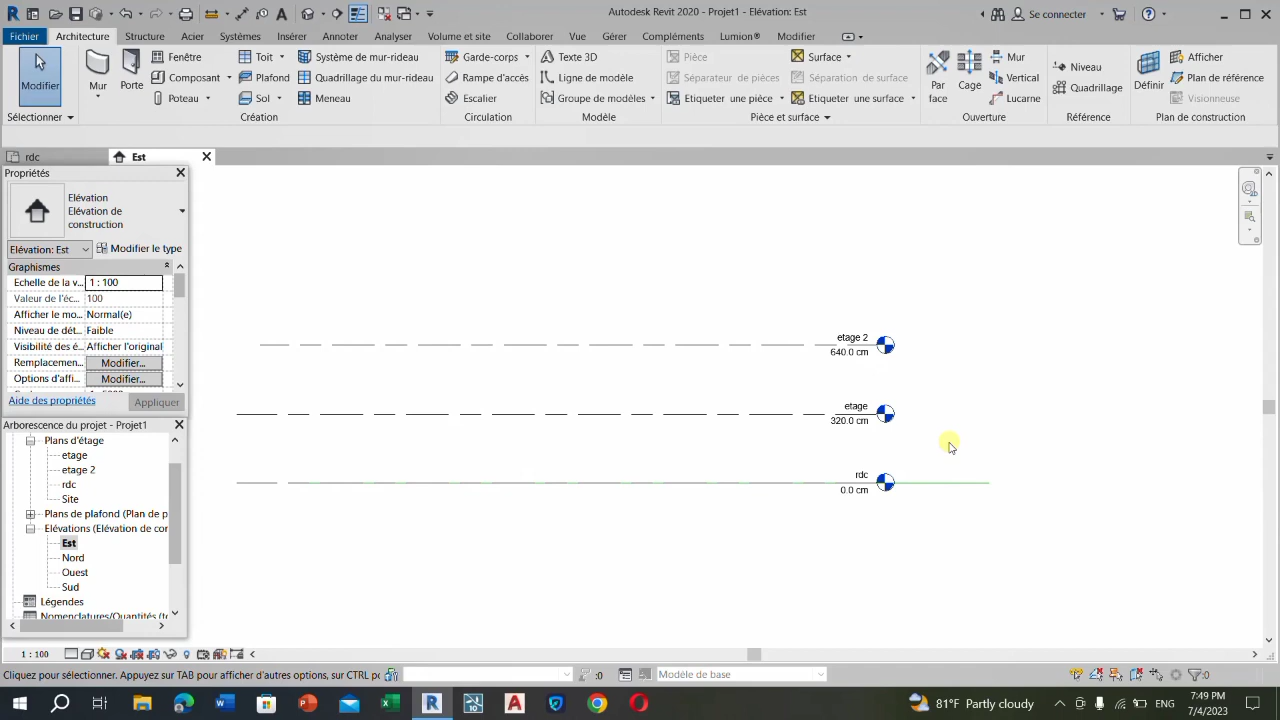 Autodesk Revit 2020 - Projet1 - Elévation: Est
Se connecter
Fichier Architecture Structure Acier Systèmes Insérer Annoter Analyser Volume et site Collaborer Vue Gérer Compléments Lumion® Modifier
Modifier
Mur
Porte
Fenêtre
Composant
Poteau
Toit
Plafond
Sol
Système de mur-rideau
Quadrillage du mur-rideau
Meneau
Garde-corps
Rampe d'accès
Escalier
Texte 3D
Ligne de modèle
Groupe de modèles
Pièce
Séparateur de pièces
Etiqueter une pièce
Surface
Séparation de surface
Etiqueter une surface
Par face
Cage
Mur
Vertical
Lucarne
Niveau
Quadrillage
Définir
Afficher
Plan de référence
Visionneuse
Sélectionner Création Circulation Modèle Pièce et surface Ouverture Référence Plan de construction
rdc Est
Propriétés
Elévation
Elévation de
construction
Elévation: Est Modifier le type
Graphismes
Echelle de la v... 1 : 100
Valeur de l'éc... 100
Afficher le mo... Normal(e)
Niveau de dét... Faible
Visibilité des é... Afficher l'original
Remplacemen... Modifier...
Options d'affi... Modifier...
Aide des propriétés Appliquer
Arborescence du projet - Projet1
Plans d'étage
etage
etage 2
rdc
Site
Plans de plafond (Plan de p
Elévations (Elévation de cor
Est
Nord
Ouest
Sud
Légendes
Nomenclatures/Quantités (to
etage 2
640.0 cm
etage
320.0 cm
rdc
0.0 cm
1 : 100
Cliquez pour sélectionner. Appuyez sur TAB pour afficher d'autres options, sur CTRL po
:0
Modèle de base
:0
81°F Partly cloudy
ENG
7:49 PM
7/4/2023